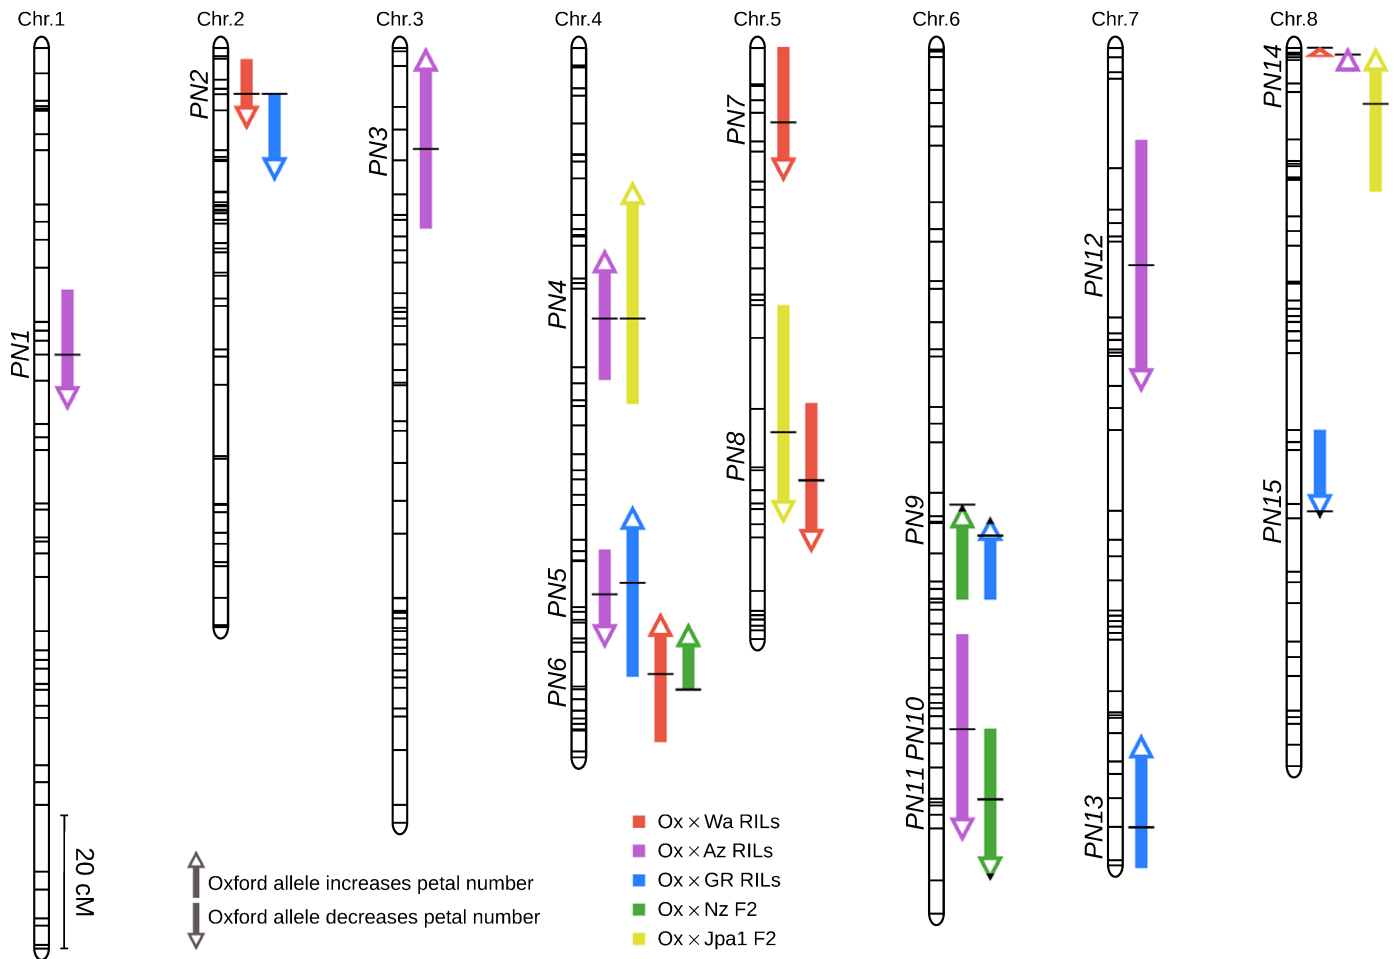 Chr.1
Chr.2
Chr.3
Chr.4
Chr.5
Chr.6
Chr.7
Chr.8
PN1
PN2
PN3
PN4
PN5
PN6
PN7
PN8
PN9
PN10
PN11
PN12
PN13
PN14
PN15
20 cM
Oxford allele increases petal number
Oxford allele decreases petal number
Ox × Wa RILs
Ox × Az RILs
Ox × GR RILs
Ox × Nz F2
Ox × Jpa1 F2